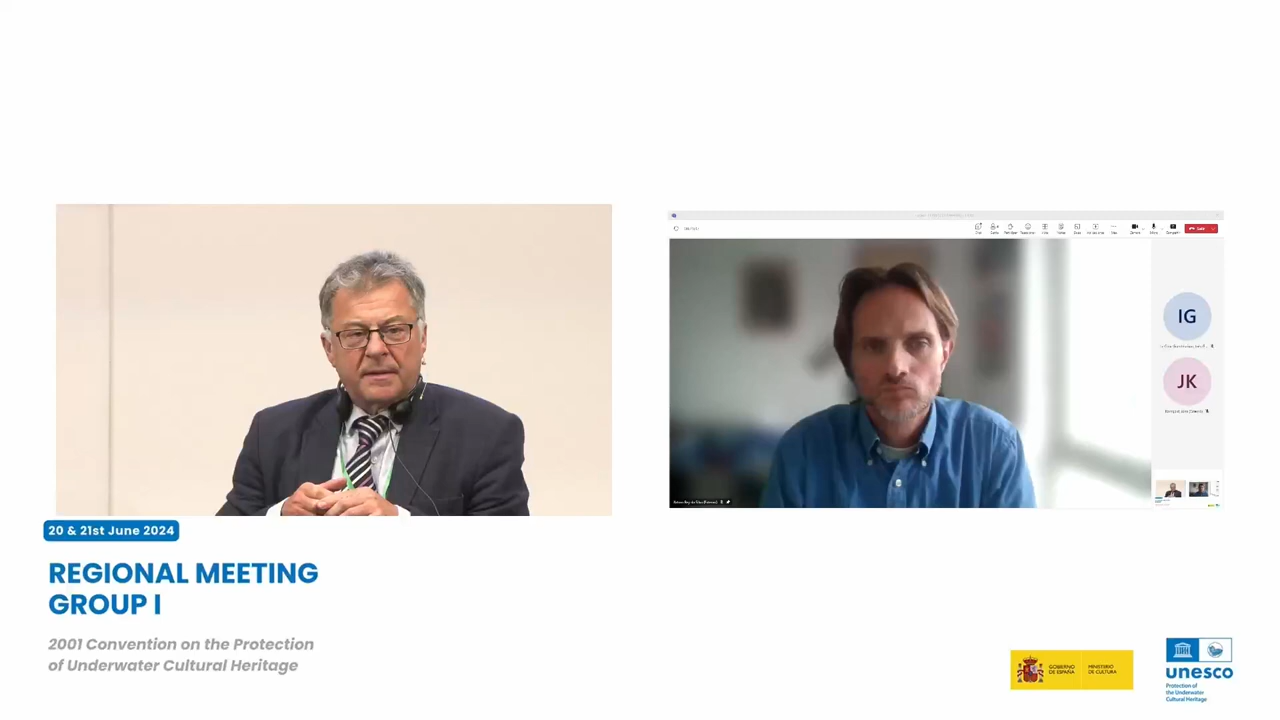 IG
JK
20 & 21st June 2024
REGIONAL MEETING
GROUP I
2001 Convention on the Protection
of Underwater Cultural Heritage
GOBIERNO
DE ESPAÑA
MINISTERIO
DE CULTURA
unesco
Protection of
the Underwater
Cultural Heritage